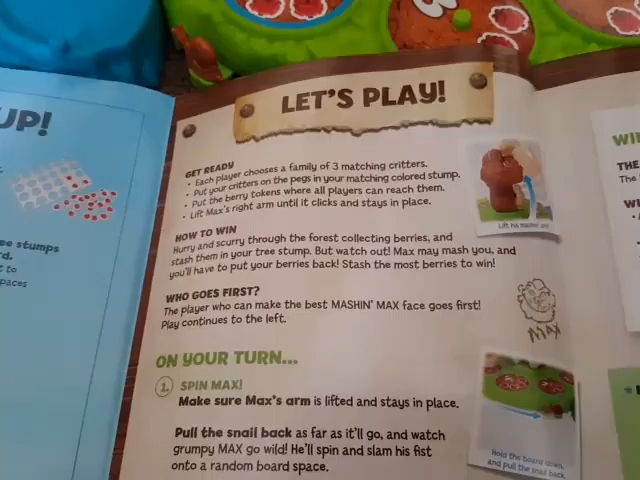 UP!
ee stumps
rd.
t to
paces
LET'S PLAY!
GET READY
• Each player chooses a family of 3 matching critters.
• Put your critters on the pegs in your matching colored stump.
• Put the berry tokens where all players can reach them.
• Lift Max's right arm until it clicks and stays in place.
Lift his mashin' arm
HOW TO WIN
Hurry and scurry through the forest collecting berries, and
stash them in your tree stump. But watch out! Max may mash you, and
you'll have to put your berries back! Stash the most berries to win!
WHO GOES FIRST?
The player who can make the best MASHIN' MAX face goes first!
Play continues to the left.
MAX
ON YOUR TURN...
1. SPIN MAX!
Make sure Max's arm is lifted and stays in place.
Pull the snail back as far as it'll go, and watch
grumpy MAX go wild! He'll spin and slam his fist
onto a random board space.
Hold the board down,
and pull the snail back.
WI
THE
The
WI